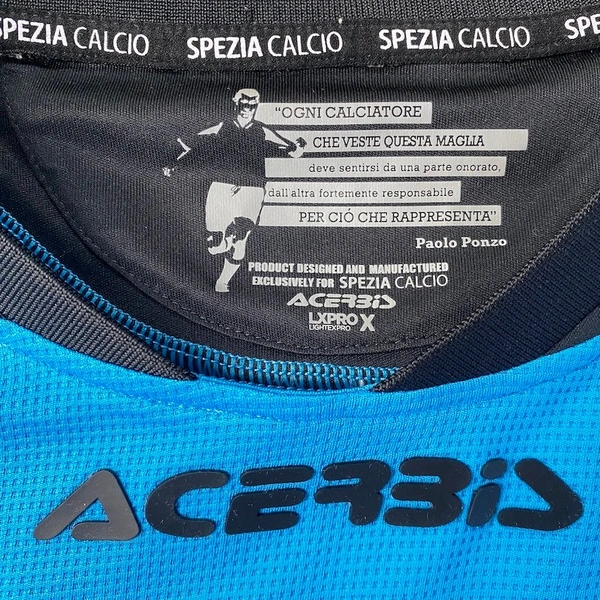 SPEZIA CALCIO SPEZIA CALCIO SPEZIA CALCIO SPE
“OGNI CALCIATORE
CHE VESTE QUESTA MAGLIA
deve sentirsi da una parte onorato,
dall'altra fortemente responsabile
PER CIÓ CHE RAPPRESENTA”
Paolo Ponzo
PRODUCT DESIGNED AND MANUFACTURED
EXCLUSIVELY FOR SPEZIA CALCIO
ACERBIS
LXPRO X
LIGHTEXPRO
ACERBIS